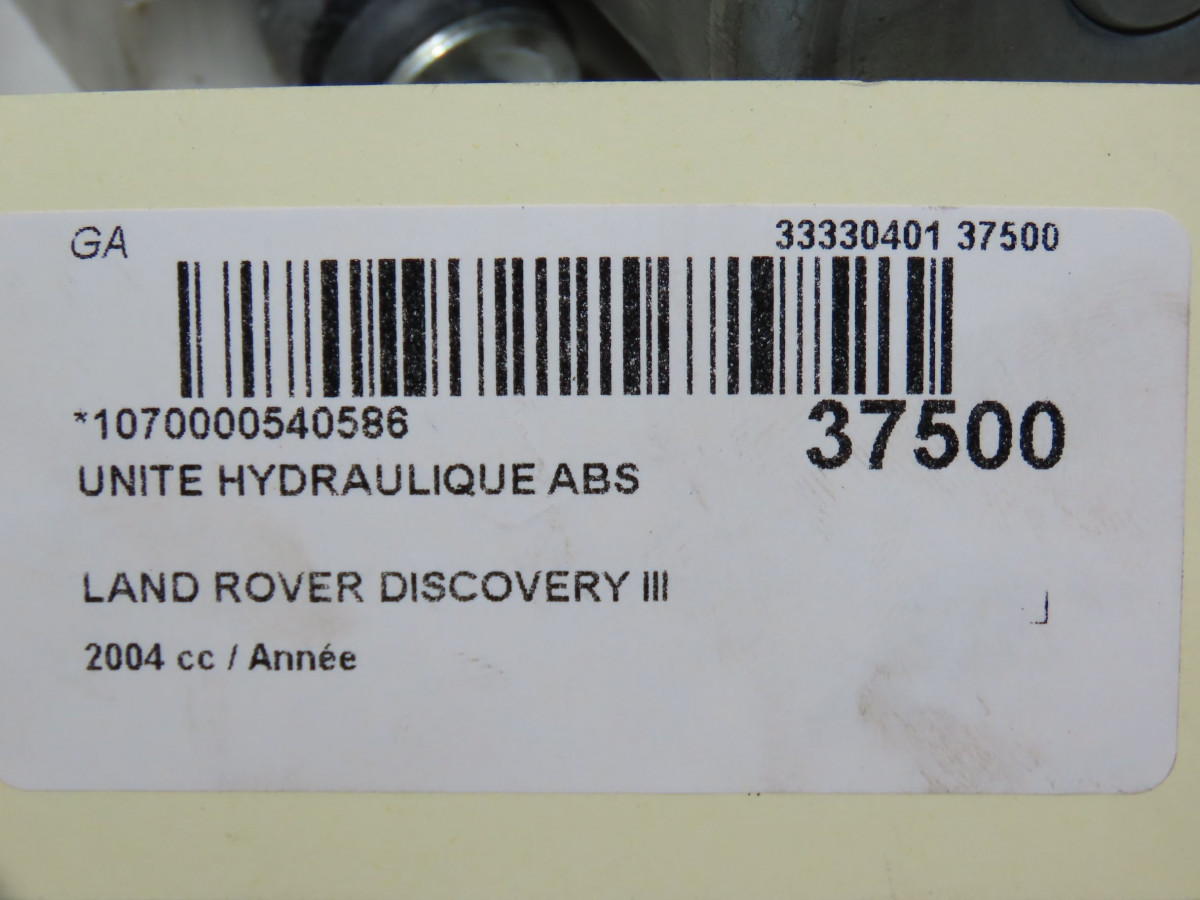 GA
33330401 37500
*1070000540586
37500
UNITE HYDRAULIQUE ABS
LAND ROVER DISCOVERY III
2004 cc / Année